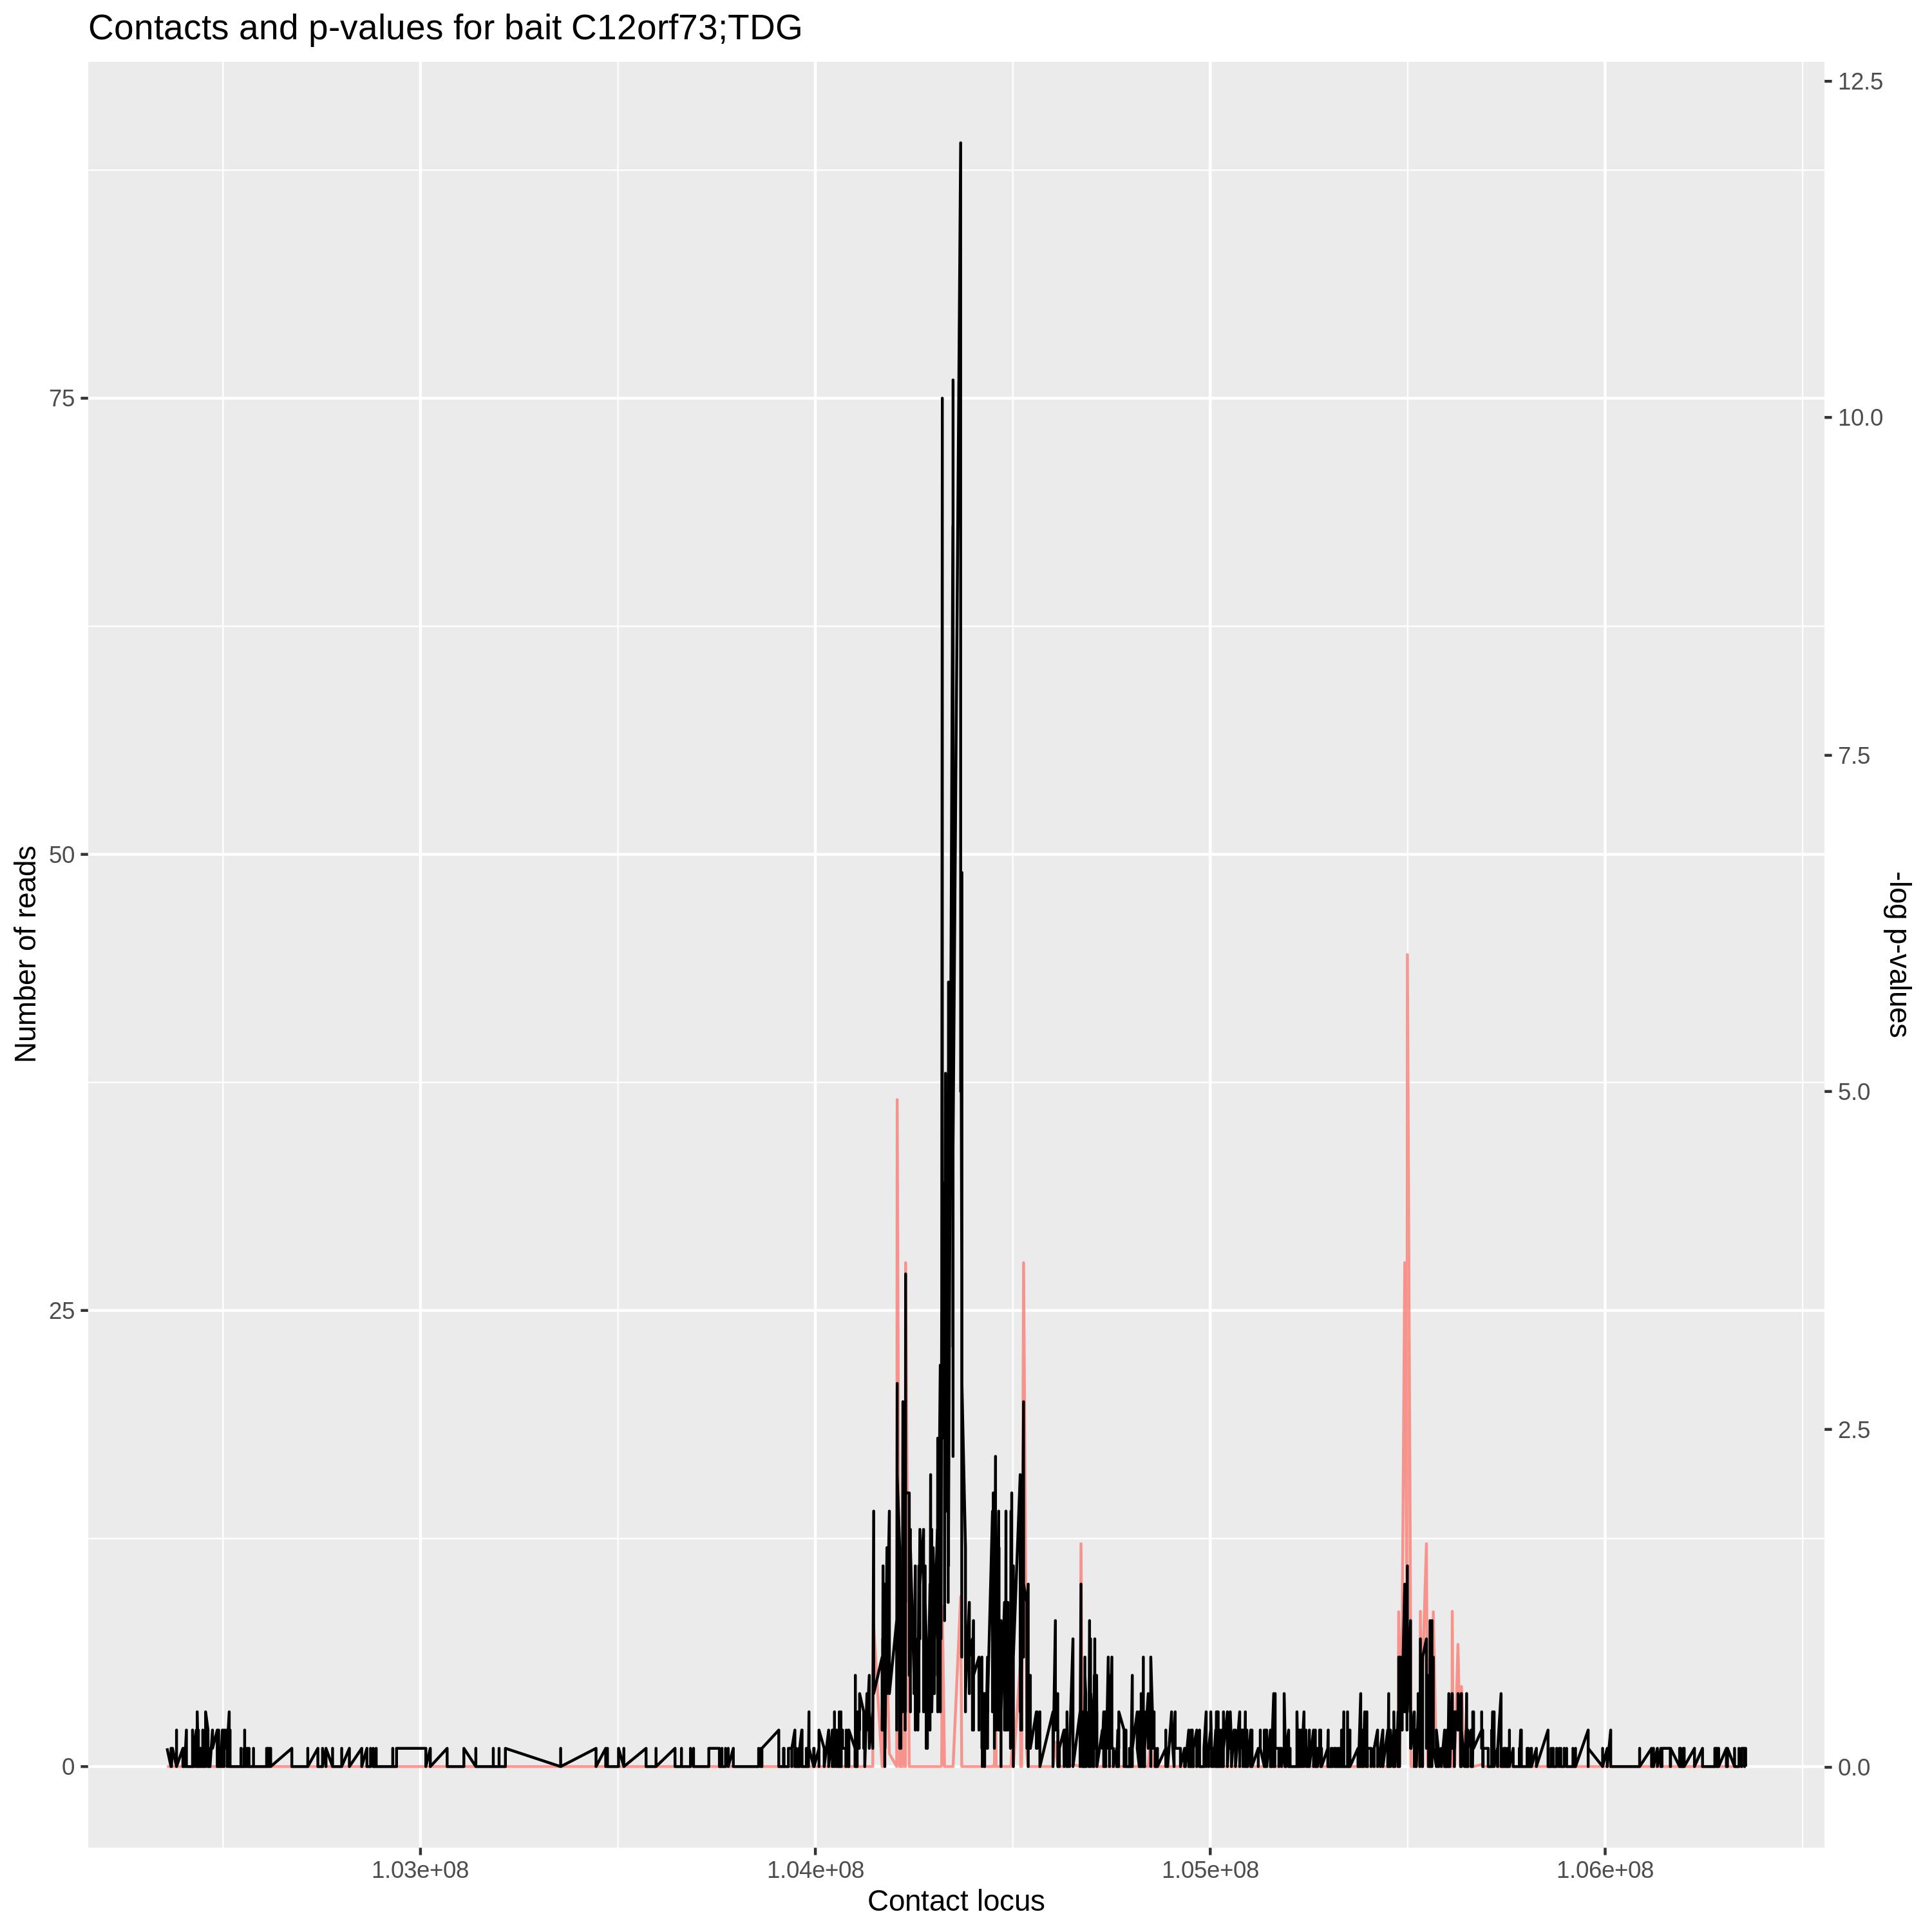 Contacts and p-values for bait C12orf73;TDG
12.5
75
10.0
7.5
50
Number of reads
-log p-values
5.0
25
2.5
0
0.0
1.03e+08
1.04e+08
1.05e+08
1.06e+08
Contact locus